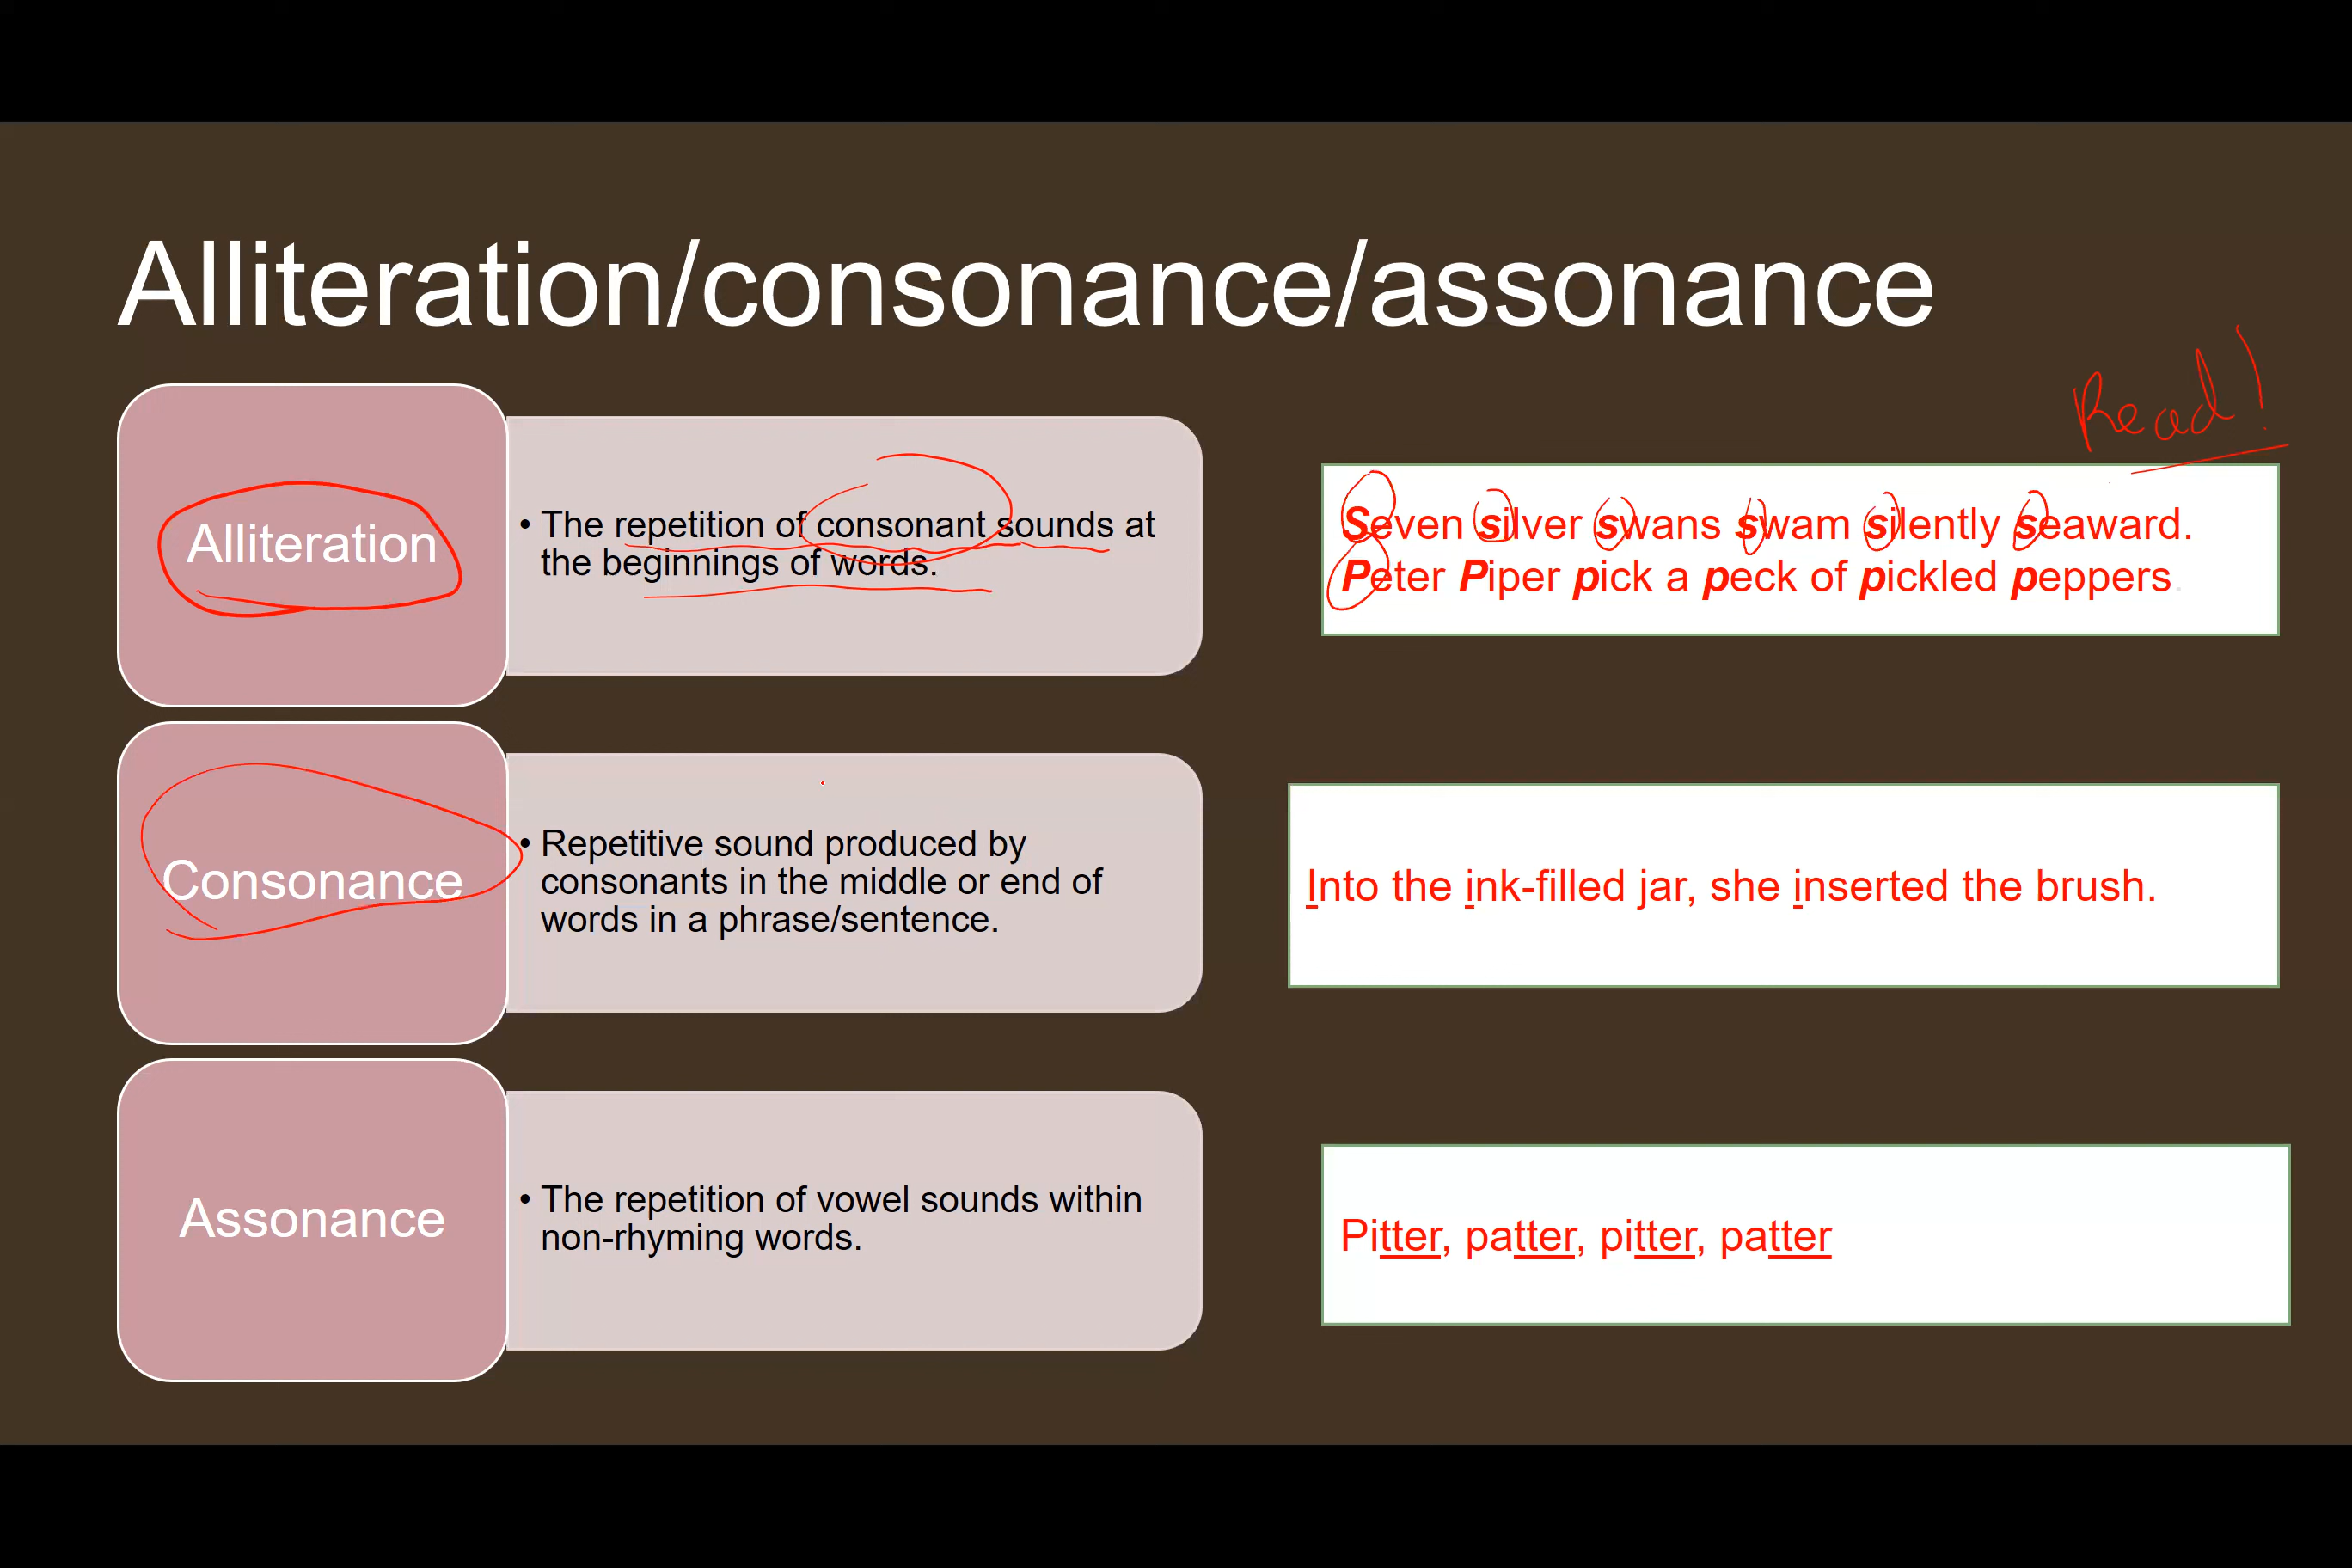 Alliteration/consonance/assonance
Read!
Alliteration
• The repetition of consonant sounds at
the beginnings of words.
Seven silver swans swam silently seaward.
Peter Piper pick a peck of pickled peppers.
Consonance
• Repetitive sound produced by
consonants in the middle or end of
words in a phrase/sentence.
Into the ink-filled jar, she inserted the brush.
Assonance
• The repetition of vowel sounds within
non-rhyming words.
Pitter, patter, pitter, patter